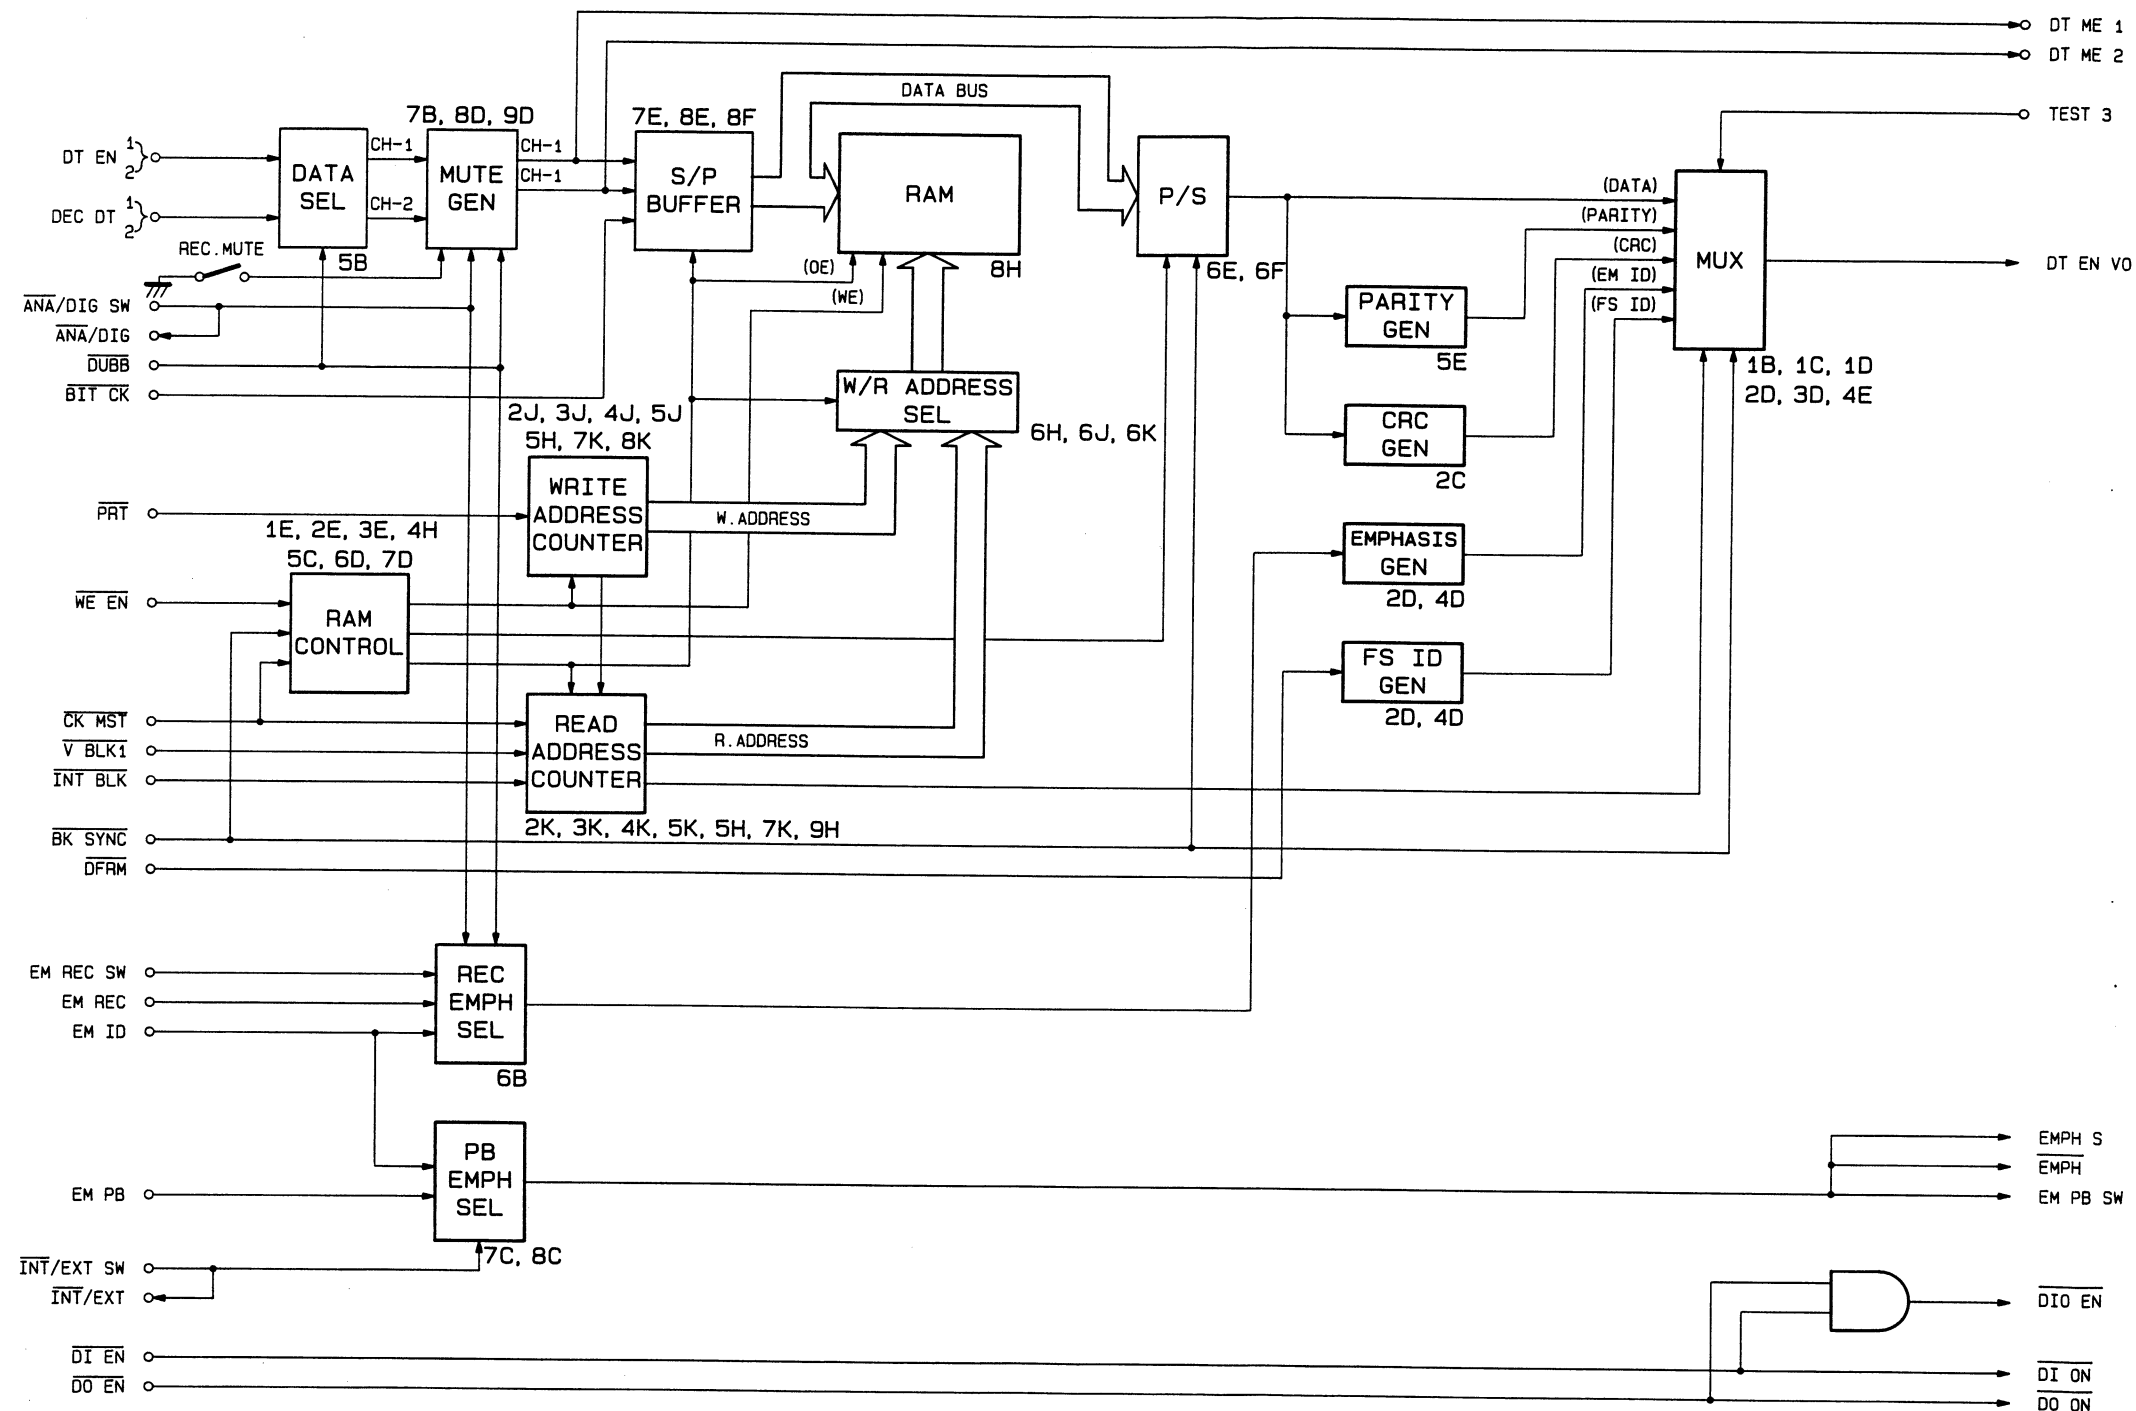 DT ME 1
DT ME 2
DATA BUS
7B, 8D, 9D
7E, 8E, 8F
TEST 3
DT EN 1
2
CH-1
CH-1
DATA
SEL
MUTE
GEN
S/P
BUFFER
RAM
P/S
CH-1
(DATA)
DEC DT 1
2
CH-2
(PARITY)
REC.MUTE
5B
(CRC)
(OE)
8H
6E, 6F
(EM ID)
MUX
DT EN VO
(WE)
(FS ID)
ANA/DIG SW
ANA/DIG
PARITY
GEN
5E
DUBB
1B, 1C, 1D
2D, 3D, 4E
BIT CK
W/R ADDRESS
SEL
6H, 6J, 6K
2J, 3J, 4J, 5J
5H, 7K, 8K
CRC
GEN
2C
WRITE
ADDRESS
COUNTER
PRT
W.ADDRESS
1E, 2E, 3E, 4H
5C, 6D, 7D
EMPHASIS
GEN
2D, 4D
WE EN
RAM
CONTROL
FS ID
GEN
2D, 4D
CK MST
V BLK1
INT BLK
READ
ADDRESS
COUNTER
R.ADDRESS
2K, 3K, 4K, 5K, 5H, 7K, 9H
BK SYNC
DFRM
EM REC SW
EM REC
EM ID
REC
EMPH
SEL
6B
PB
EMPH
SEL
EM PB
7C, 8C
EMPH S
EMPH
EM PB SW
INT/EXT SW
INT/EXT
DIO EN
DI EN
DO EN
DI ON
DO ON